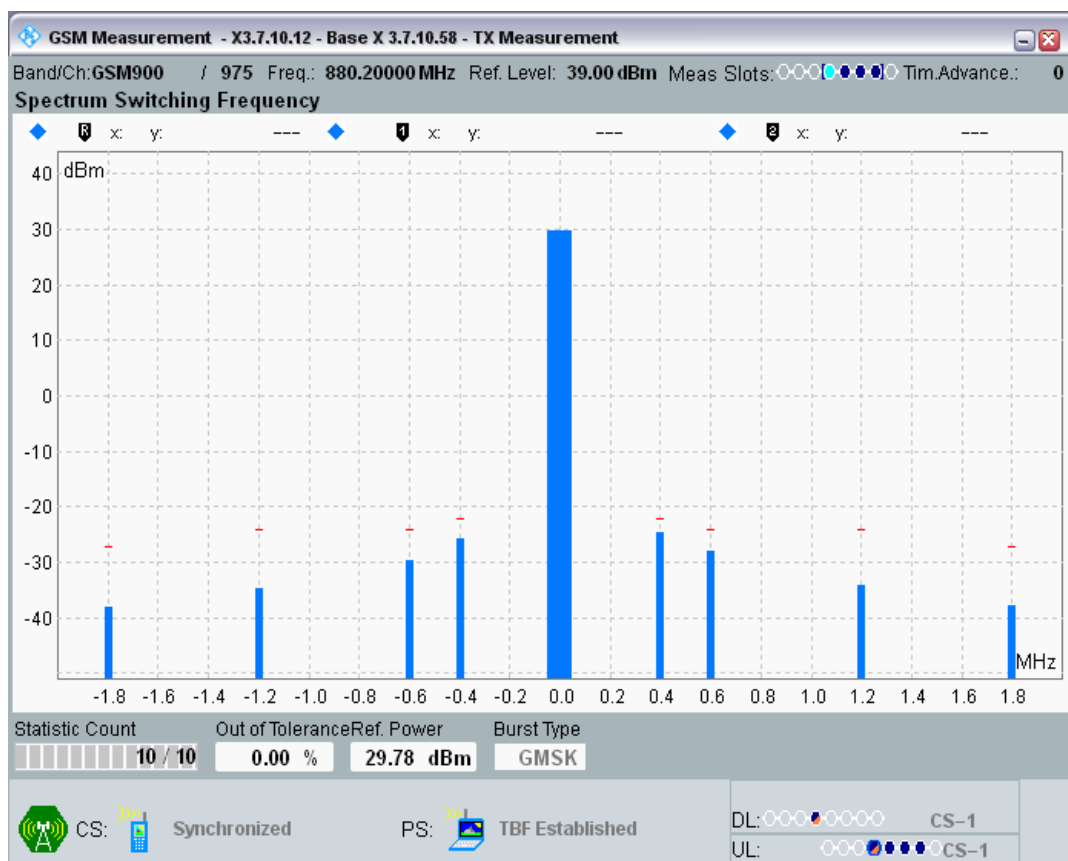 GSM Measurement - X3.7.10.12 - Base X 3.7.10.58 - TX Measurement
Band/Ch:GSM900 / 975 Freq.: 880.20000 MHz Ref. Level: 39.00 dBm Meas Slots: Tim.Advance.: 0
Spectrum Switching Frequency
R x: y: --- 1 x: y: --- 2 x: y: ---
40 dBm
30
20
10
0
-10
-20
-30
-40
MHz
-1.8 -1.6 -1.4 -1.2 -1.0 -0.8 -0.6 -0.4 -0.2 0.0 0.2 0.4 0.6 0.8 1.0 1.2 1.4 1.6 1.8
Statistic Count Out of Tolerance Ref. Power Burst Type
10 / 10 0.00 % 29.78 dBm GMSK
CS: Synchronized PS: TBF Established
DL: CS-1
UL: CS-1